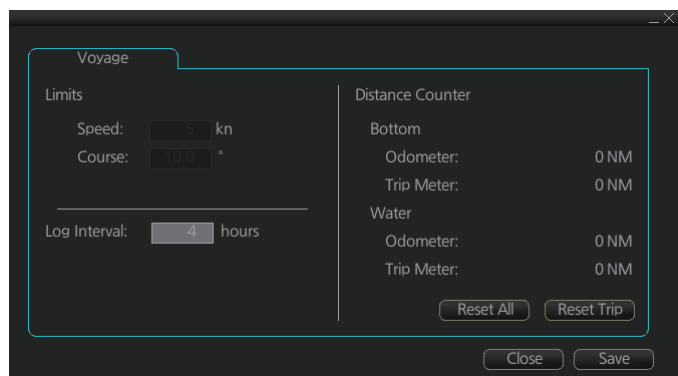 Voyage
Limits
Speed: 5 kn
Course: 10.0 °
Log Interval: 4 hours
Distance Counter
Bottom
Odometer: 0 NM
Trip Meter: 0 NM
Water
Odometer: 0 NM
Trip Meter: 0 NM
Reset All Reset Trip
Close Save